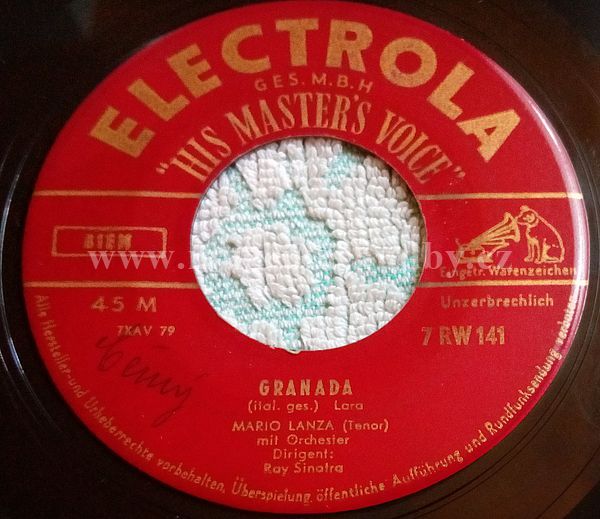 ELECTROLA
GES.M.B.H
"HIS MASTER'S VOICE"
BIEM
Eingetr. Warenzeichen
45 M
Unzerbrechlich
7XAV 79
7 RW 141
GRANADA
(ital. ges.) Lara
MARIO LANZA (Tenor)
mit Orchester
Dirigent:
Ray Sinatra
Alle Hersteller-und Urheberrechte vorbehalten, Überspielung, öffentliche Aufführung und Rundfunksendung verboten